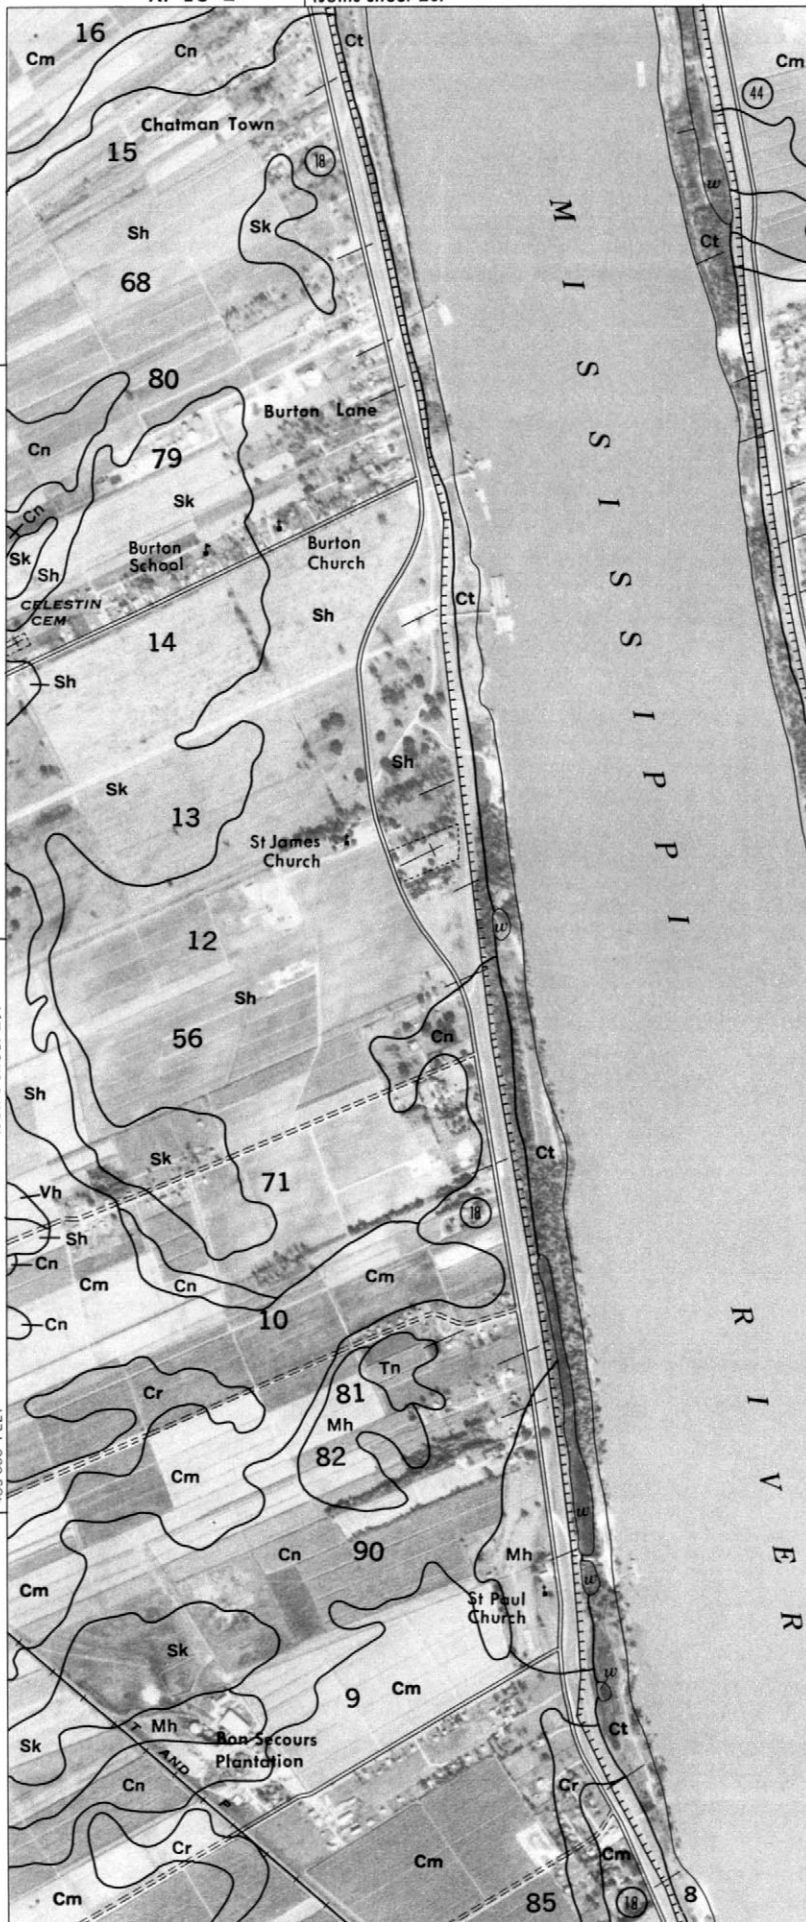 16
Cm
Cn
Ct
Cm
44
Chatman Town
15
18
w
Sh
Sk
Ct
68
80
Burton Lane
Cn
79
Sk
Cn
Burton
School
Burton
Church
Sk
Sh
CELESTIN
CEM
Sh
Ct
14
Sh
Sh
Sk
13
St James
Church
12
w
Sh
56
Cn
Sh
Sk
Ct
71
Vh
18
Sh
Cn
Cm
Cn
Cm
Cn
10
Tn
Cr
81
Mh
82
Cm
w
Cn
90
Mh
Cm
w
St Paul
Church
Sk
w
9
Cm
Mh
Ct
Sk
Bon Secours
Plantation
T AND P
Cn
Cr
Cr
Cm
Cm
Cm
85
18
8
MISSISSIPPI
RIVER